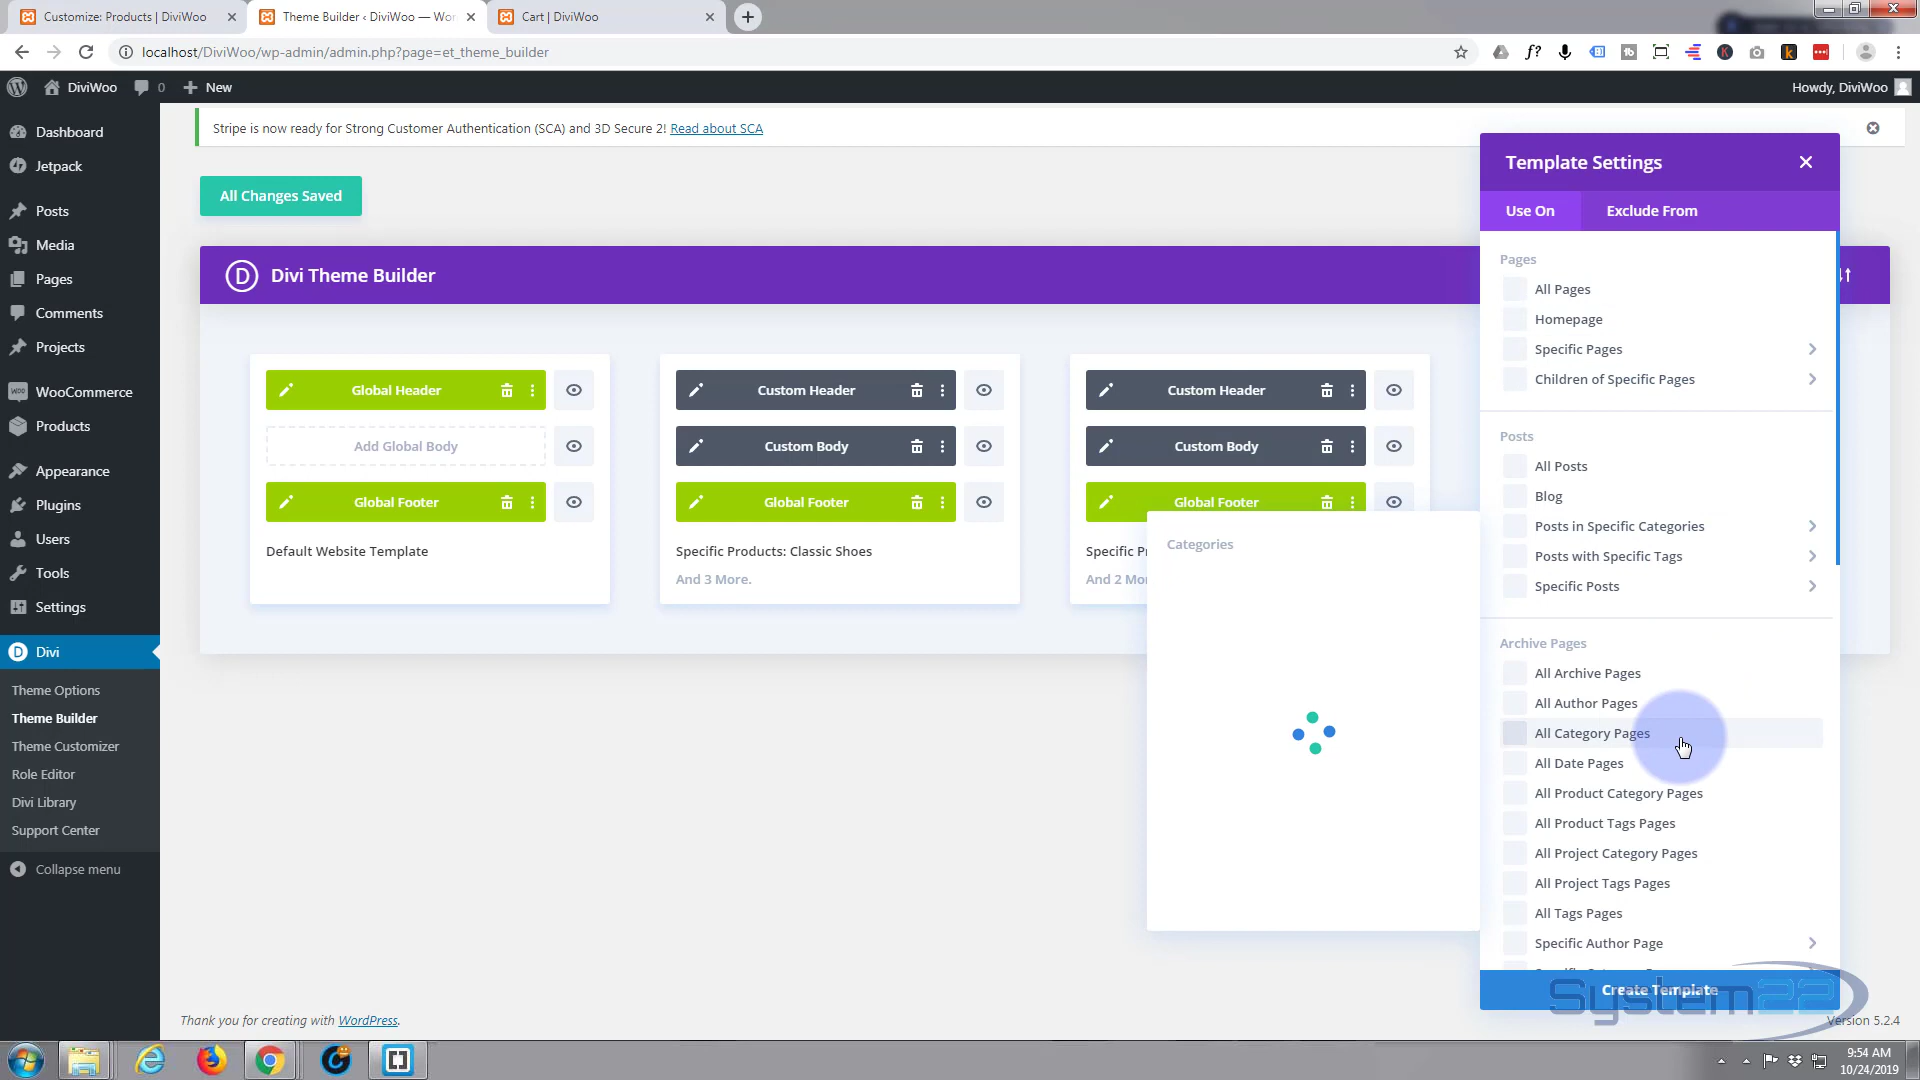 Customize: Products | DiviWoo
Theme Builder ‹ DiviWoo — Wor
Cart | DiviWoo
localhost/DiviWoo/wp-admin/admin.php?page=et_theme_builder
DiviWoo
0
New
Howdy, DiviWoo
Dashboard
Jetpack
Posts
Media
Pages
Comments
Projects
WooCommerce
Products
Appearance
Plugins
Users
Tools
Settings
Divi
Theme Options
Theme Builder
Theme Customizer
Role Editor
Divi Library
Support Center
Collapse menu
Stripe is now ready for Strong Customer Authentication (SCA) and 3D Secure 2! Read about SCA
All Changes Saved
D Divi Theme Builder
Global Header
Add Global Body
Global Footer
Default Website Template
Custom Header
Custom Body
Global Footer
Specific Products: Classic Shoes
And 3 More.
Custom Header
Custom Body
Global Footer
Specific Pr
And 2 Mor
Categories
Template Settings
Use On
Exclude From
Pages
All Pages
Homepage
Specific Pages
Children of Specific Pages
Posts
All Posts
Blog
Posts in Specific Categories
Posts with Specific Tags
Specific Posts
Archive Pages
All Archive Pages
All Author Pages
All Category Pages
All Date Pages
All Product Category Pages
All Product Tags Pages
All Project Category Pages
All Project Tags Pages
All Tags Pages
Specific Author Page
Create Template
System22
Thank you for creating with WordPress.
Version 5.2.4
9:54 AM
10/24/2019